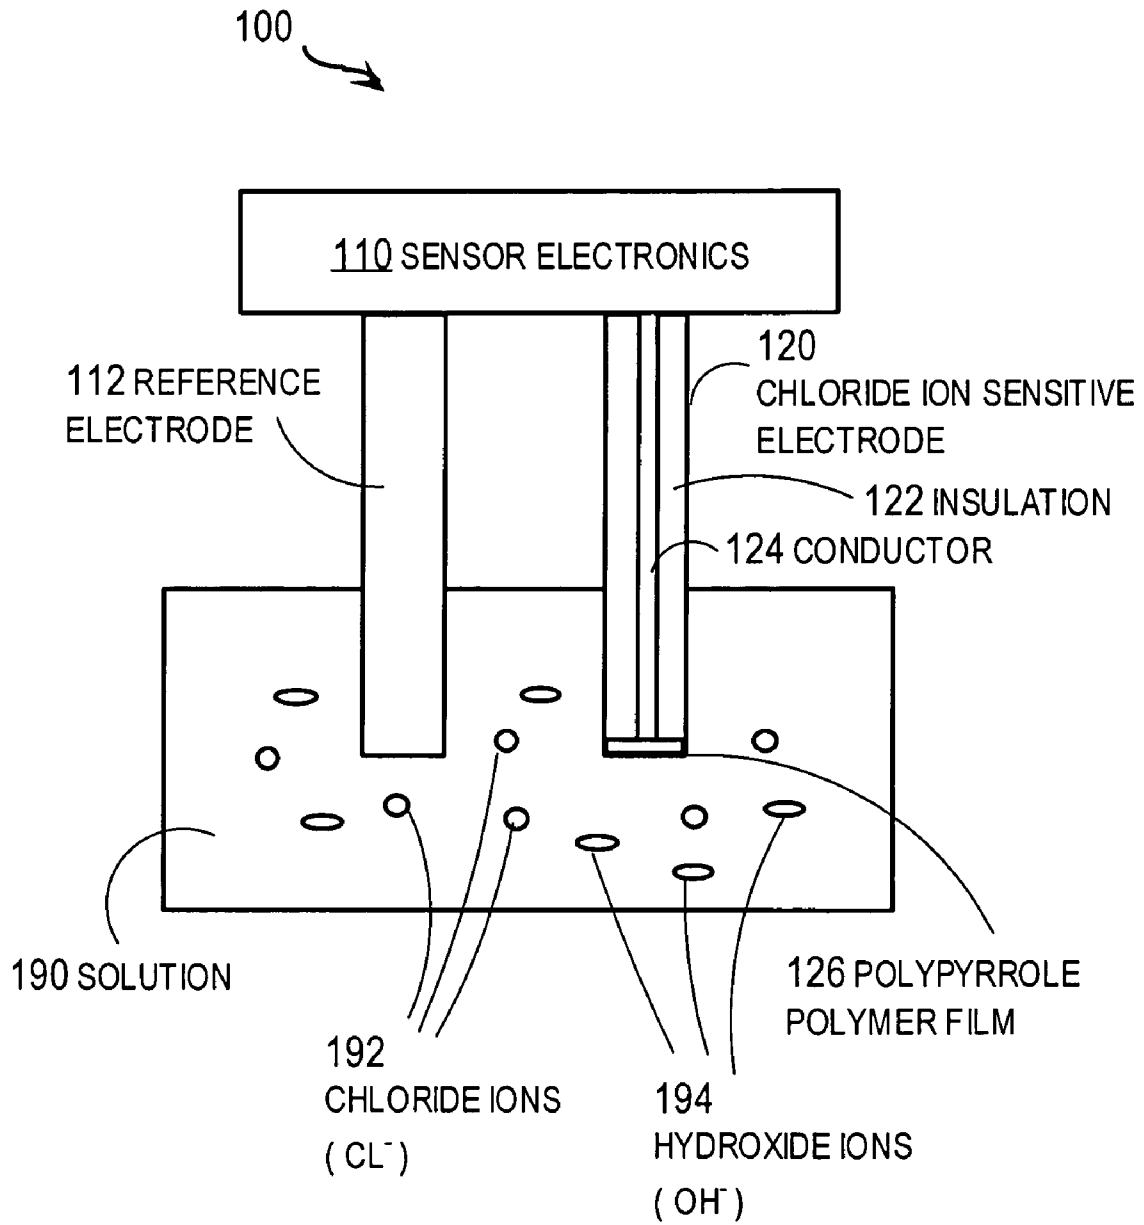 100
110 SENSOR ELECTRONICS
112 REFERENCE
ELECTRODE
120
CHLORIDE ION SENSITIVE
ELECTRODE
122 INSULATION
124 CONDUCTOR
190 SOLUTION
126 POLYPYRROLE
POLYMER FILM
192
CHLORIDE IONS
( CL⁻ )
194
HYDROXIDE IONS
( OH⁻ )